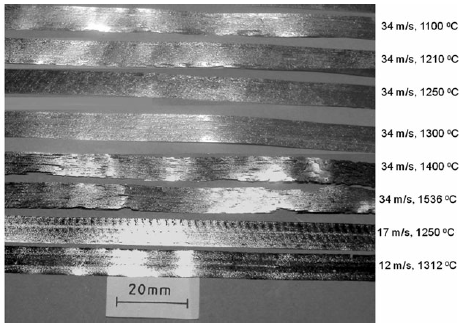 34 m/s, 1100 ºC
34 m/s, 1210 ºC
34 m/s, 1250 ºC
34 m/s, 1300 ºC
34 m/s, 1400 ºC
34 m/s, 1536 ºC
17 m/s, 1250 ºC
12 m/s, 1312 ºC
20mm